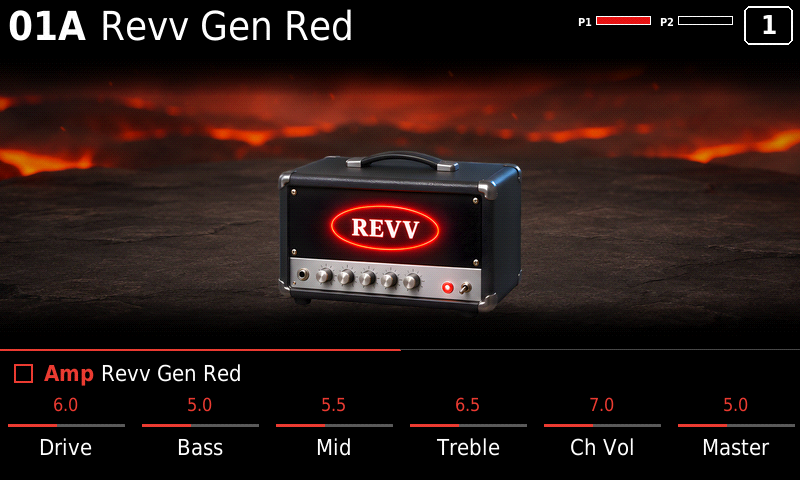 01A Revv Gen Red
P1 P2 1
REVV
Amp Revv Gen Red
6.0 5.0 5.5 6.5 7.0 5.0
Drive Bass Mid Treble Ch Vol Master